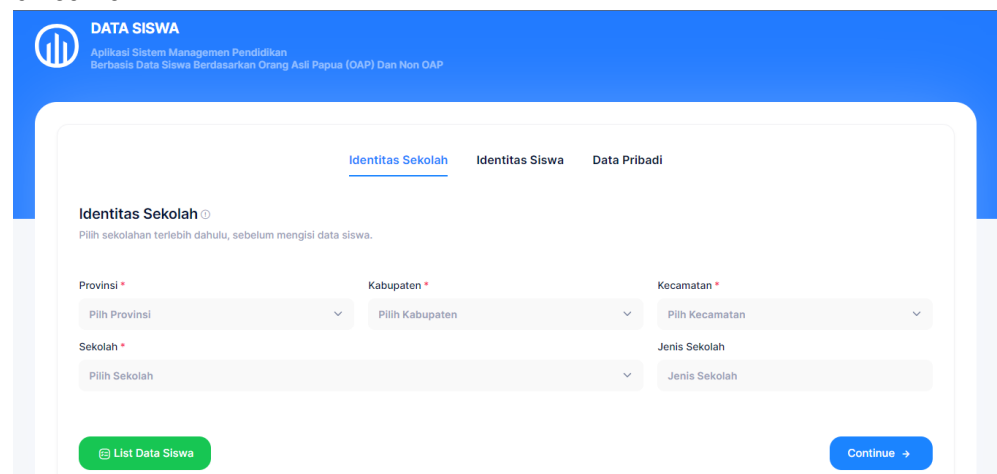 DATA SISWA
Aplikasi Sistem Managemen Pendidikan
Berbasis Data Siswa Berdasarkan Orang Asli Papua (OAP) Dan Non OAP
Identitas Sekolah Identitas Siswa Data Pribadi
Identitas Sekolah
Pilih sekolahan terlebih dahulu, sebelum mengisi data siswa.
Provinsi * Kabupaten * Kecamatan *
Pilh Provinsi Pilih Kabupaten Pilh Kecamatan
Sekolah * Jenis Sekolah
Pilih Sekolah Jenis Sekolah
List Data Siswa Continue →